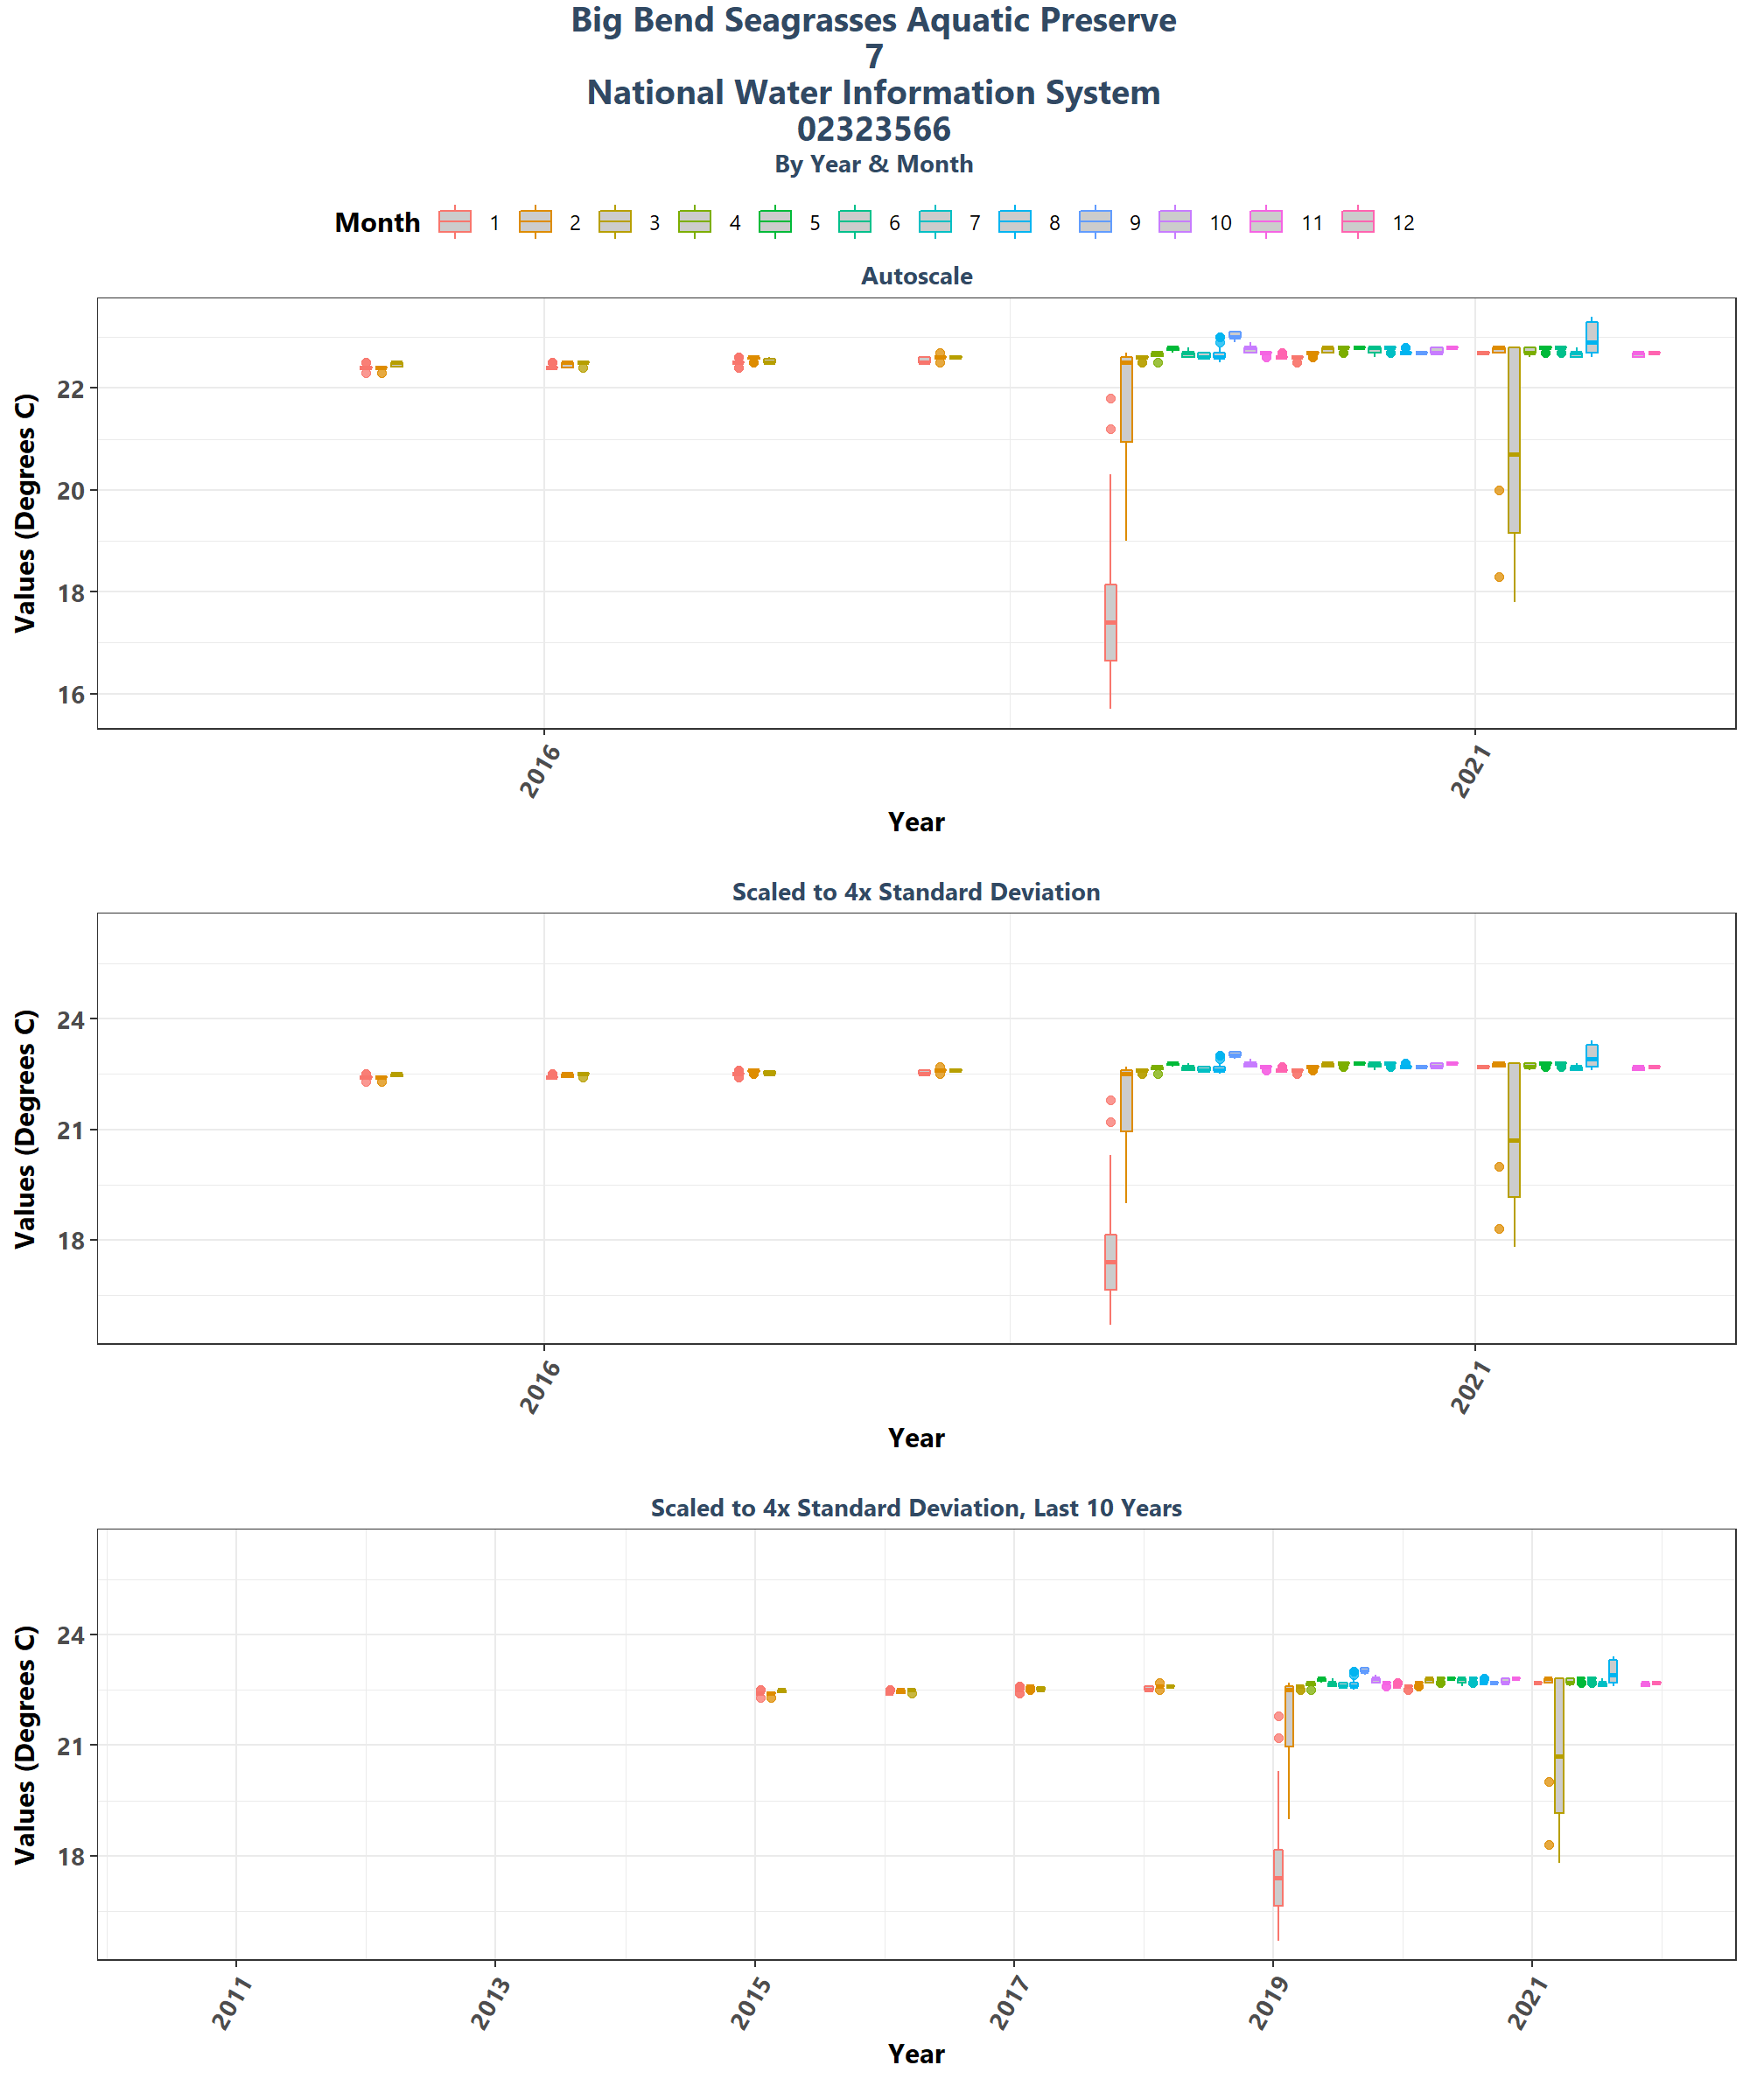 Big Bend Seagrasses Aquatic Preserve
7
National Water Information System
02323566
By Year & Month
Month 1 2 3 4 5 6 7 8 9 10 11 12
Autoscale
Values (Degrees C)
22
20
18
16
2016 2021
Year
Scaled to 4x Standard Deviation
Values (Degrees C)
24
21
18
2016 2021
Year
Scaled to 4x Standard Deviation, Last 10 Years
Values (Degrees C)
24
21
18
2011 2013 2015 2017 2019 2021
Year